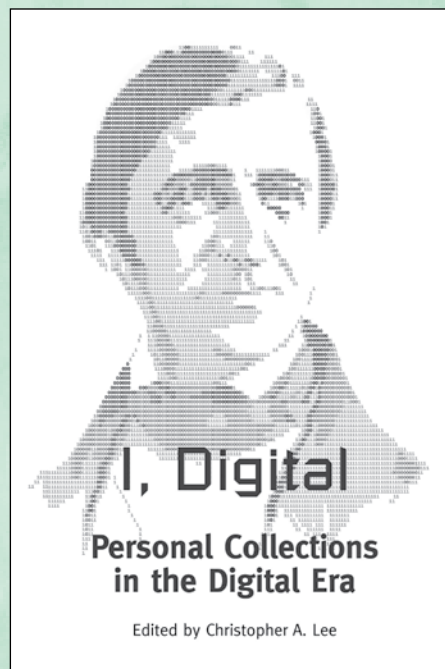 I, Digital
Personal Collections
in the Digital Era
Edited by Christopher A. Lee